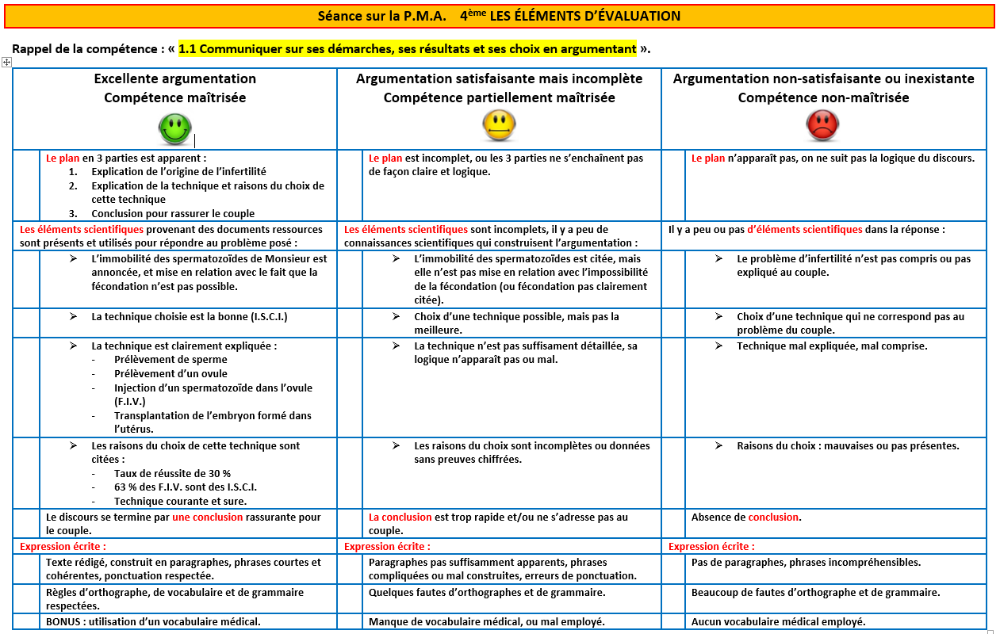 Séance sur la P.M.A. 4ème LES ÉLÉMENTS D’ÉVALUATION
Rappel de la compétence : « 1.1 Communiquer sur ses démarches, ses résultats et ses choix en argumentant ».
Excellente argumentation
Compétence maîtrisée
Argumentation satisfaisante mais incomplète
Compétence partiellement maîtrisée
Argumentation non-satisfaisante ou inexistante
Compétence non-maîtrisée
Le plan en 3 parties est apparent :
1. Explication de l’origine de l’infertilité
2. Explication de la technique et raisons du choix de
cette technique
3. Conclusion pour rassurer le couple
Le plan est incomplet, ou les 3 parties ne s’enchaînent pas
de façon claire et logique.
Le plan n’apparaît pas, on ne suit pas la logique du discours.
Les éléments scientifiques provenant des documents ressources
sont présents et utilisés pour répondre au problème posé :
Les éléments scientifiques sont incomplets, il y a peu de
connaissances scientifiques qui construisent l’argumentation :
Il y a peu ou pas d’éléments scientifiques dans la réponse :
➢ L’immobilité des spermatozoïdes de Monsieur est
annoncée, et mise en relation avec le fait que la
fécondation n’est pas possible.
➢ L’immobilité des spermatozoïdes est citée, mais
elle n’est pas mise en relation avec l’impossibilité
de la fécondation (ou fécondation pas clairement
citée).
➢ Le problème d’infertilité n’est pas compris ou pas
expliqué au couple.
➢ La technique choisie est la bonne (I.S.C.I.)
➢ Choix d’une technique possible, mais pas la
meilleure.
➢ Choix d’une technique qui ne correspond pas au
problème du couple.
➢ La technique est clairement expliquée :
- Prélèvement de sperme
- Prélèvement d’un ovule
- Injection d’un spermatozoïde dans l’ovule
(F.I.V.)
- Transplantation de l’embryon formé dans
l’utérus.
➢ La technique n’est pas suffisament détaillée, sa
logique n’apparaît pas ou mal.
➢ Technique mal expliquée, mal comprise.
➢ Les raisons du choix de cette technique sont
citées :
- Taux de réussite de 30 %
- 63 % des F.I.V. sont des I.S.C.I.
- Technique courante et sure.
➢ Les raisons du choix sont incomplètes ou données
sans preuves chiffrées.
➢ Raisons du choix : mauvaises ou pas présentes.
Le discours se termine par une conclusion rassurante pour
le couple.
La conclusion est trop rapide et/ou ne s’adresse pas au
couple.
Absence de conclusion.
Expression écrite :
Expression écrite :
Expression écrite :
Texte rédigé, construit en paragraphes, phrases courtes et
cohérentes, ponctuation respectée.
Paragraphes pas suffisamment apparents, phrases
compliquées ou mal construites, erreurs de ponctuation.
Pas de paragraphes, phrases incompréhensibles.
Règles d’orthographe, de vocabulaire et de grammaire
respectées.
Quelques fautes d’orthographes et de grammaire.
Beaucoup de fautes d’orthographe et de grammaire.
BONUS : utilisation d’un vocabulaire médical.
Manque de vocabulaire médical, ou mal employé.
Aucun vocabulaire médical employé.